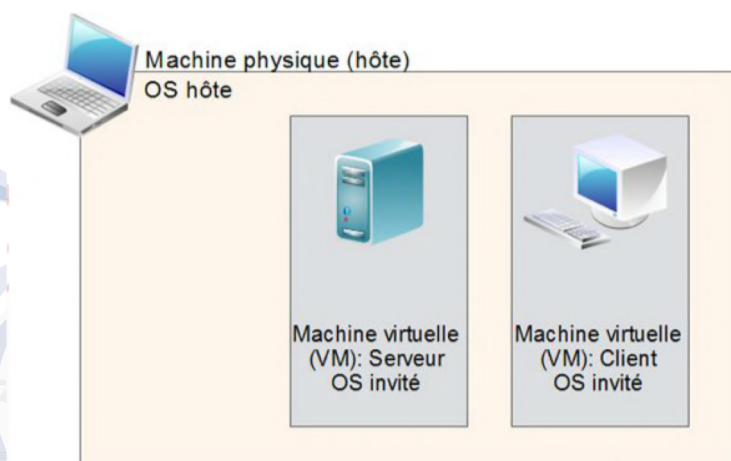 Machine physique (hôte)
OS hôte
Machine virtuelle
(VM): Serveur
OS invité
Machine virtuelle
(VM): Client
OS invité